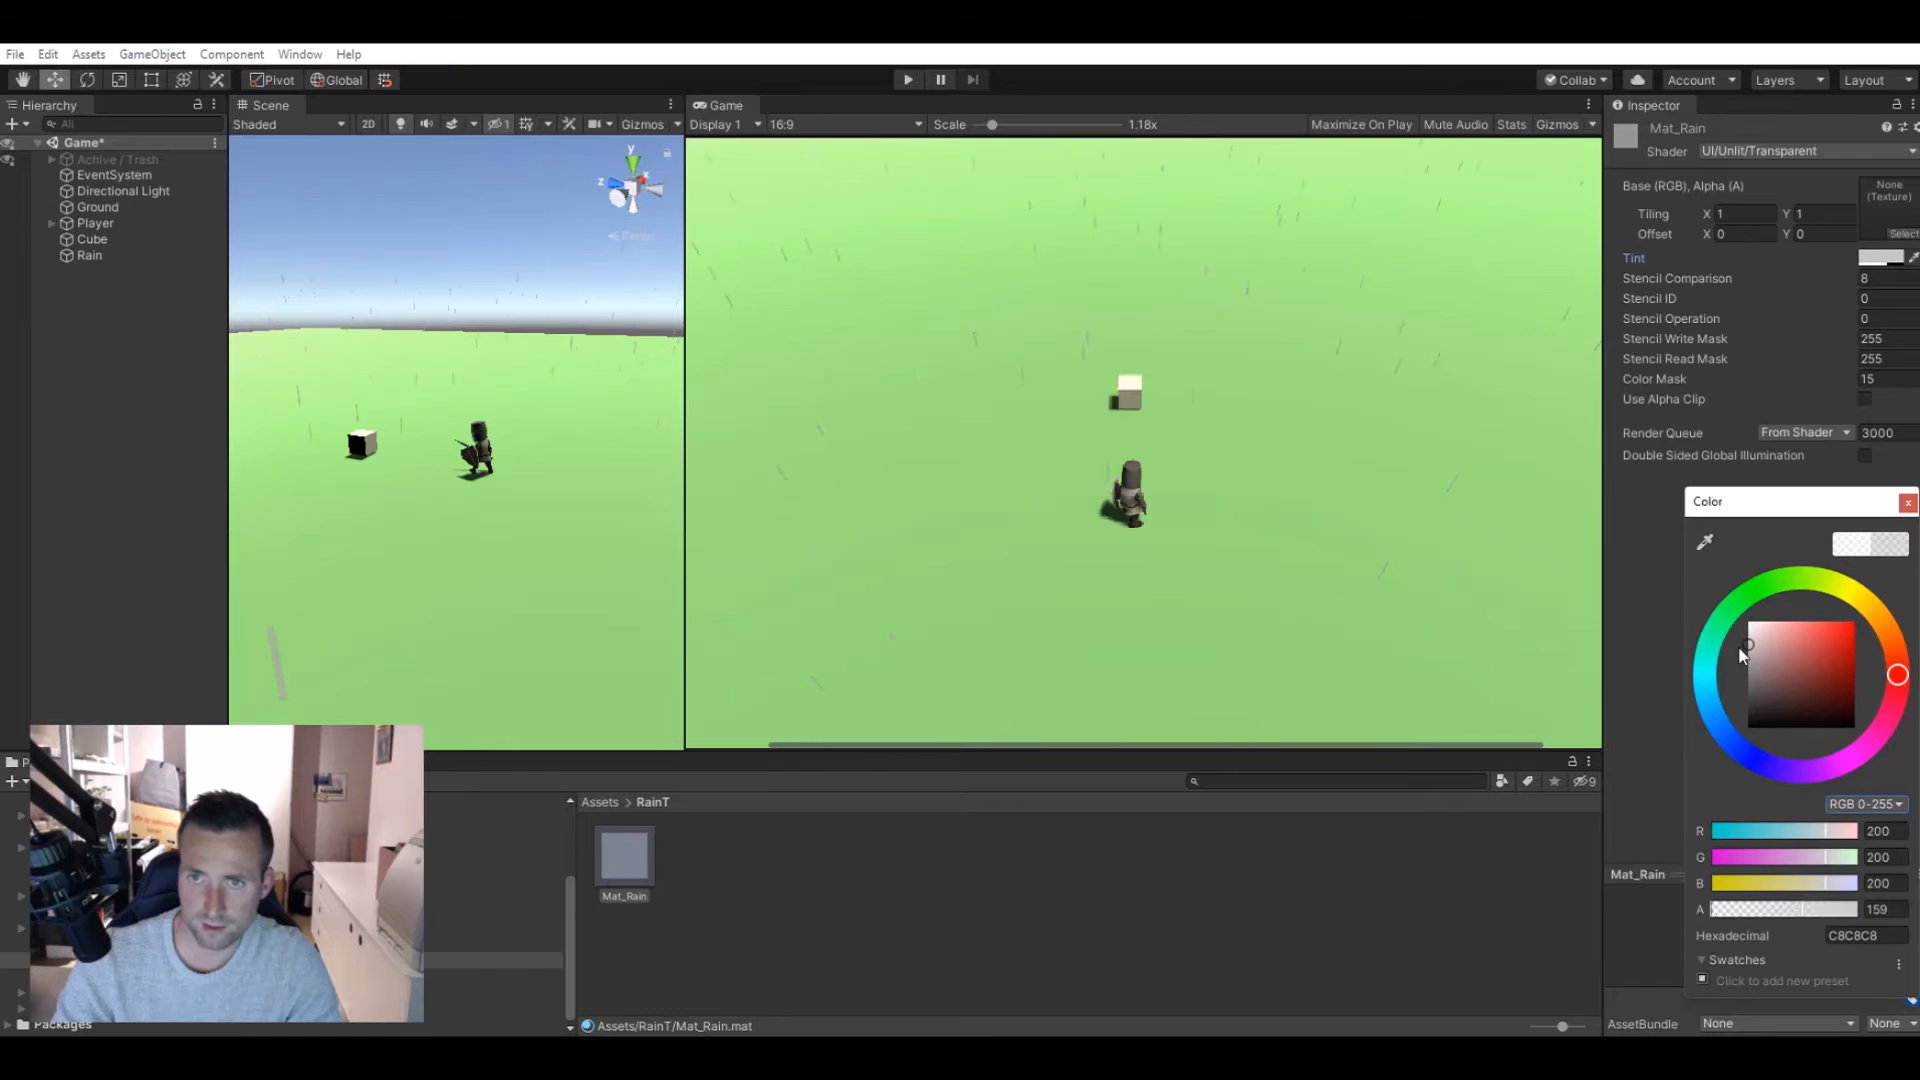 File Edit Assets GameObject Component Window Help
Pivot Global Collab Account Layers Layout
Hierarchy
All
Game*
Achive / Trash
EventSystem
Directional Light
Ground
Player
Cube
Rain
Scene
Shaded 2D 1 Gizmos
y
x
z
Persp
Game
Display 1 16:9 Scale 1.18x Maximize On Play Mute Audio Stats Gizmos
Inspector
Mat_Rain
Shader UI/Unlit/Transparent
Base (RGB), Alpha (A) None
(Texture)
Tiling X 1 Y 1
Offset X 0 Y 0 Select
Tint
Stencil Comparison 8
Stencil ID 0
Stencil Operation 0
Stencil Write Mask 255
Stencil Read Mask 255
Color Mask 15
Use Alpha Clip
Render Queue From Shader 3000
Double Sided Global Illumination
Color
x
RGB 0-255
R 200
G 200
B 200
A 159
Hexadecimal C8C8C8
Swatches
Click to add new preset
Mat_Rain
AssetBundle None None
9
Assets > RainT
Mat_Rain
Packages
Assets/RainT/Mat_Rain.mat